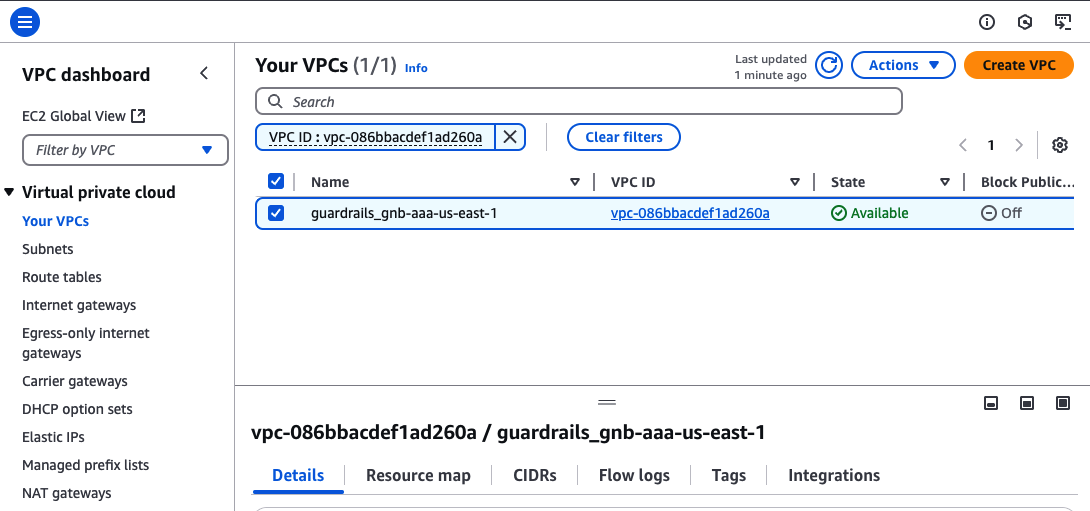 VPC dashboard
EC2 Global View
Filter by VPC
Virtual private cloud
Your VPCs
Subnets
Route tables
Internet gateways
Egress-only internet
gateways
Carrier gateways
DHCP option sets
Elastic IPs
Managed prefix lists
NAT gateways
Your VPCs (1/1) Info
Last updated
1 minute ago
Actions
Create VPC
Search
VPC ID : vpc-086bbacdef1ad260a
Clear filters
1
Name VPC ID State Block Public...
guardrails_gnb-aaa-us-east-1 vpc-086bbacdef1ad260a Available Off
vpc-086bbacdef1ad260a / guardrails_gnb-aaa-us-east-1
Details Resource map CIDRs Flow logs Tags Integrations